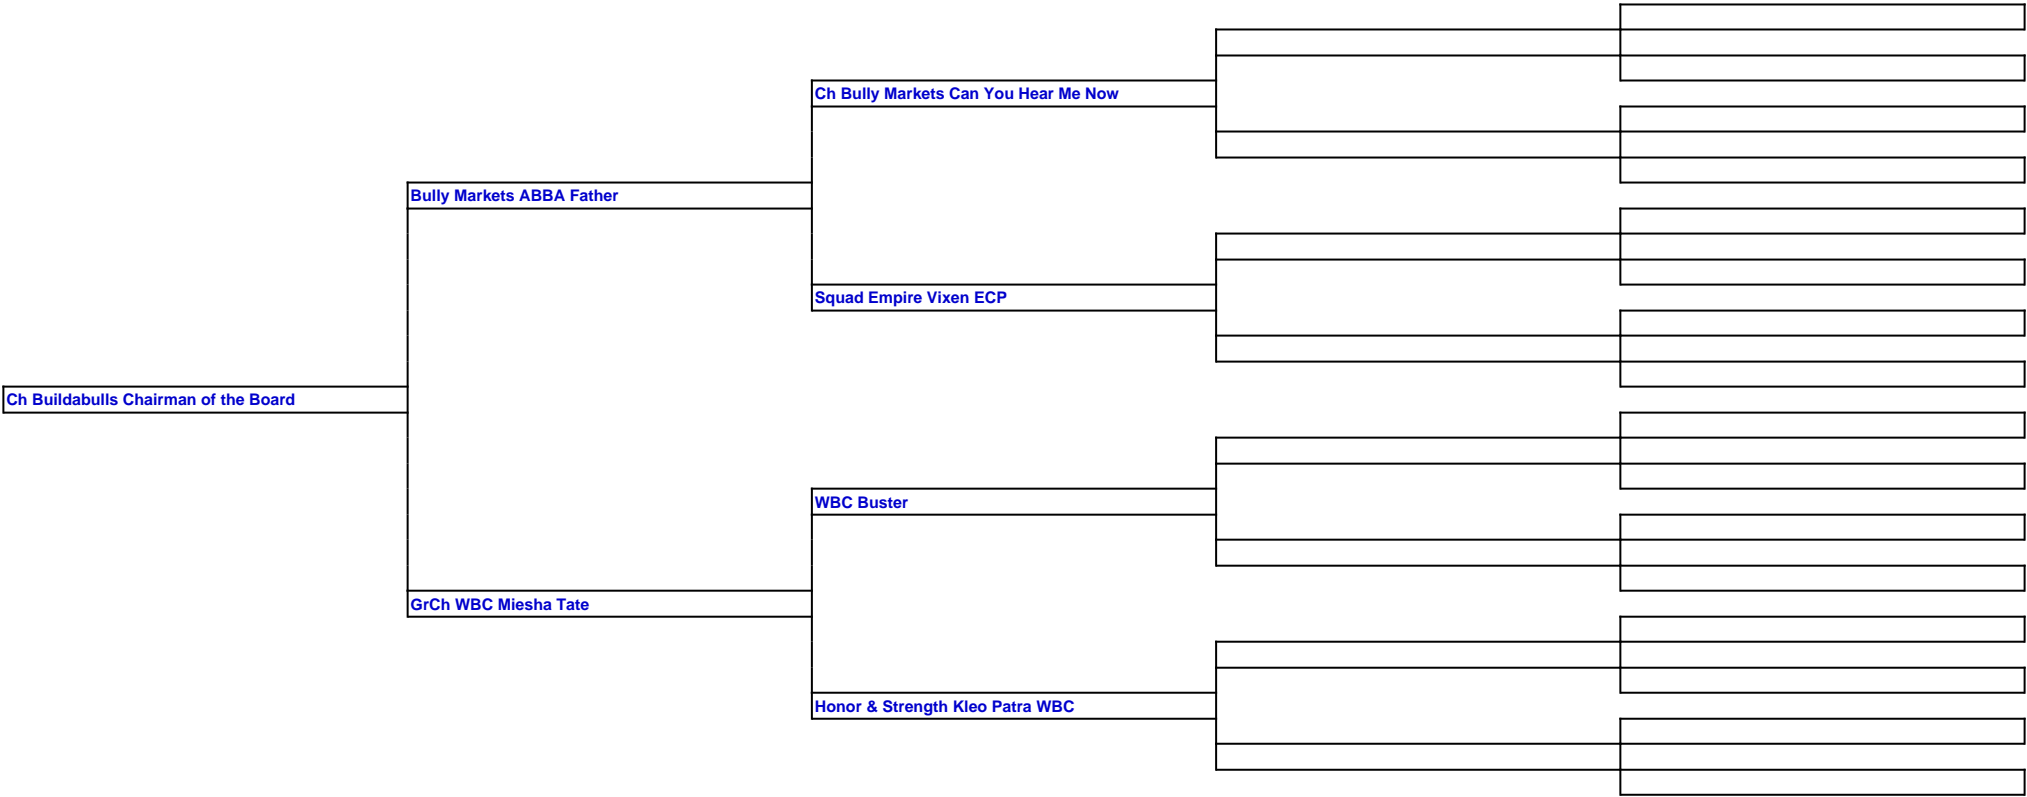 Ch Bully Markets Can You Hear Me Now
Bully Markets ABBA Father
Squad Empire Vixen ECP
Ch Buildabulls Chairman of the Board
WBC Buster
GrCh WBC Miesha Tate
Honor & Strength Kleo Patra WBC